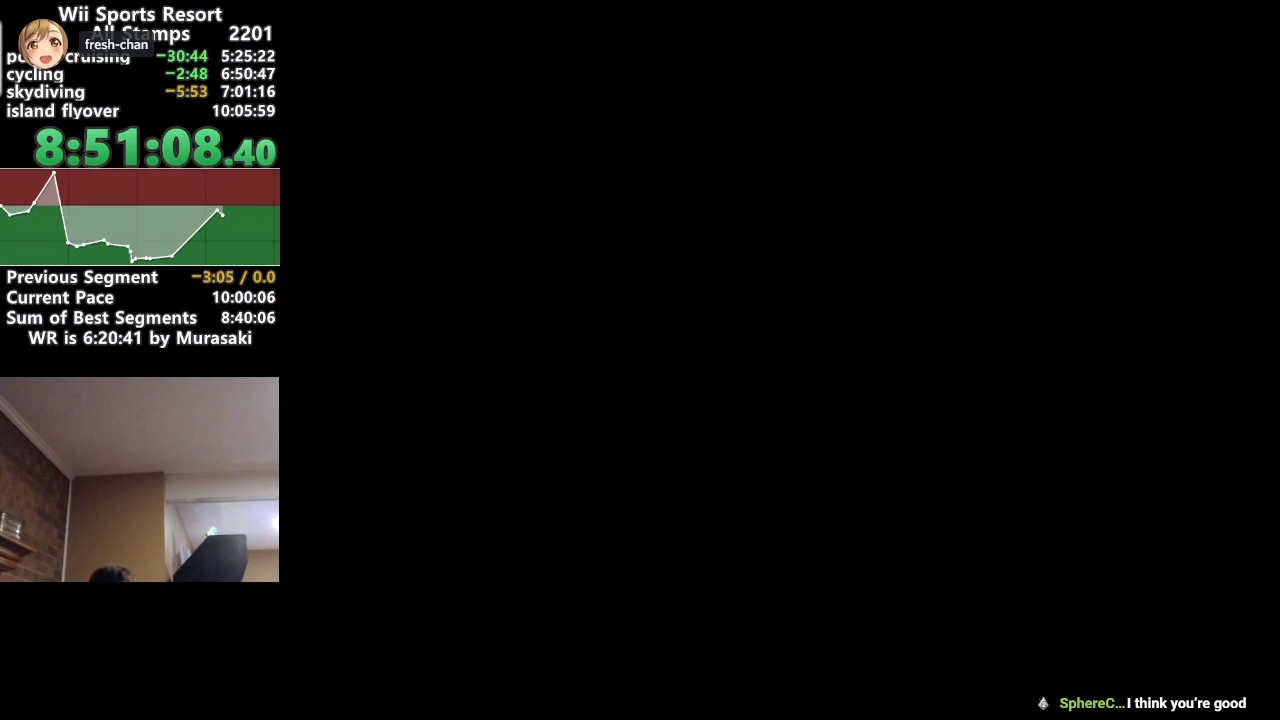 Wii Sports Resort
All Stamps 2201
fresh-chan
cruising −30:44 5:25:22
cycling −2:48 6:50:47
skydiving −5:53 7:01:16
island flyover 10:05:59
8:51:08.40
Previous Segment −3:05 / 0.0
Current Pace 10:00:06
Sum of Best Segments 8:40:06
WR is 6:20:41 by Murasaki
SphereC... I think you're good